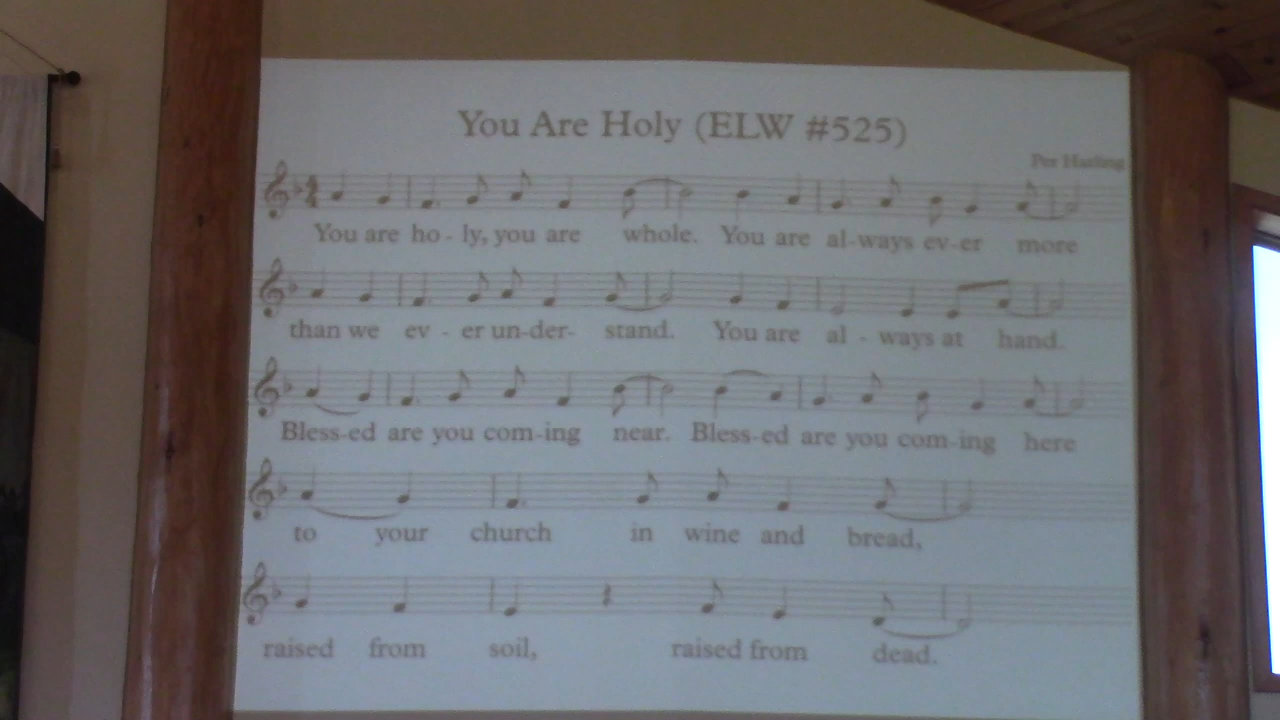 You Are Holy (ELW #525)
Per Harling
You are ho - ly, you are whole. You are al-ways ev-er more
than we ev - er un-der- stand. You are al - ways at hand.
Bless-ed are you com-ing near. Bless-ed are you com-ing here
to your church in wine and bread,
raised from soil, raised from dead.